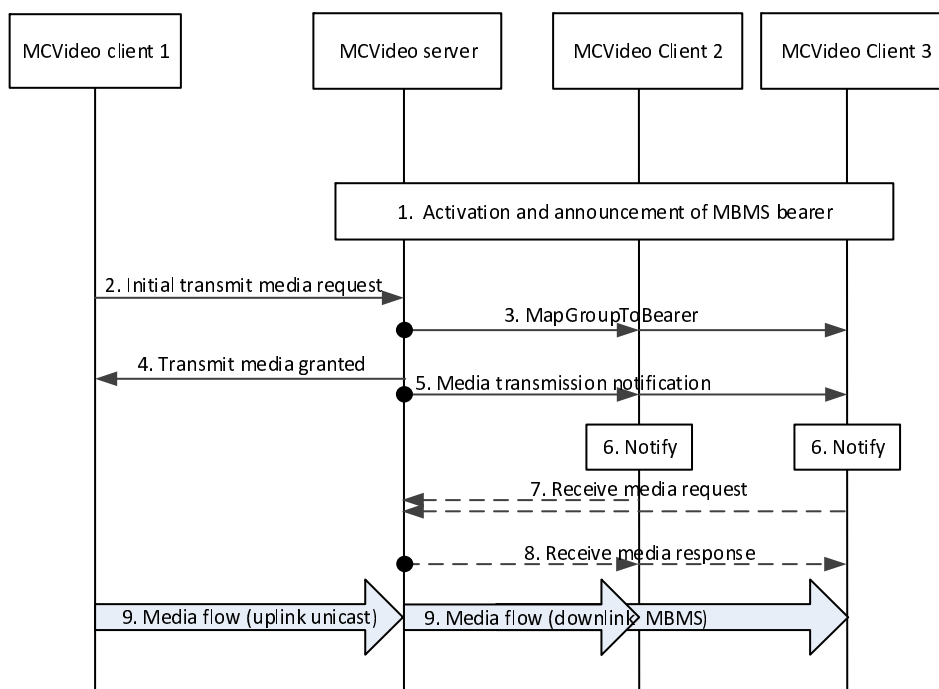 MCVideo client 1
MCVideo server
MCVideo Client 2
MCVideo Client 3
1. Activation and announcement of MBMS bearer
2. Initial transmit media request
3. MapGroupToBearer
4. Transmit media granted
5. Media transmission notification
6. Notify
6. Notify
7. Receive media request
8. Receive media response
9. Media flow (uplink unicast)
9. Media flow (downlink MBMS)